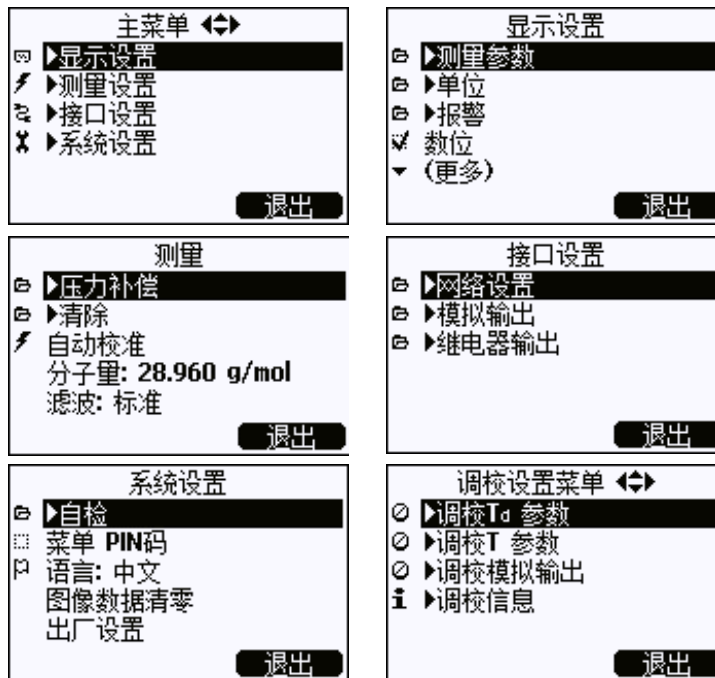 主菜单
▶显示设置
▶测量设置
▶接口设置
▶系统设置
退出
显示设置
▶测量参数
▶单位
▶报警
数位
(更多)
退出
测量
▶压力补偿
▶清除
自动校准
分子量: 28.960 g/mol
滤波: 标准
退出
接口设置
▶网络设置
▶模拟输出
▶继电器输出
退出
系统设置
▶自检
菜单 PIN码
语言: 中文
图像数据清零
出厂设置
退出
调校设置菜单
▶调校Td 参数
▶调校T 参数
▶调校模拟输出
▶调校信息
退出